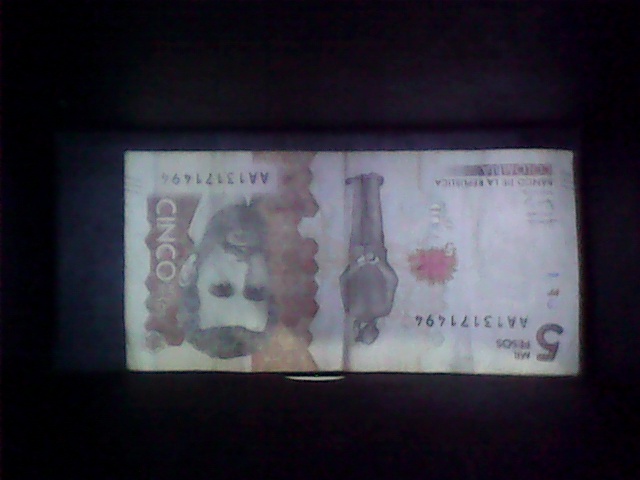 5
MIL
PESOS
AA13171494
BANCO DE LA REPÚBLICA
COLOMBIA
AA13171494
CINCO